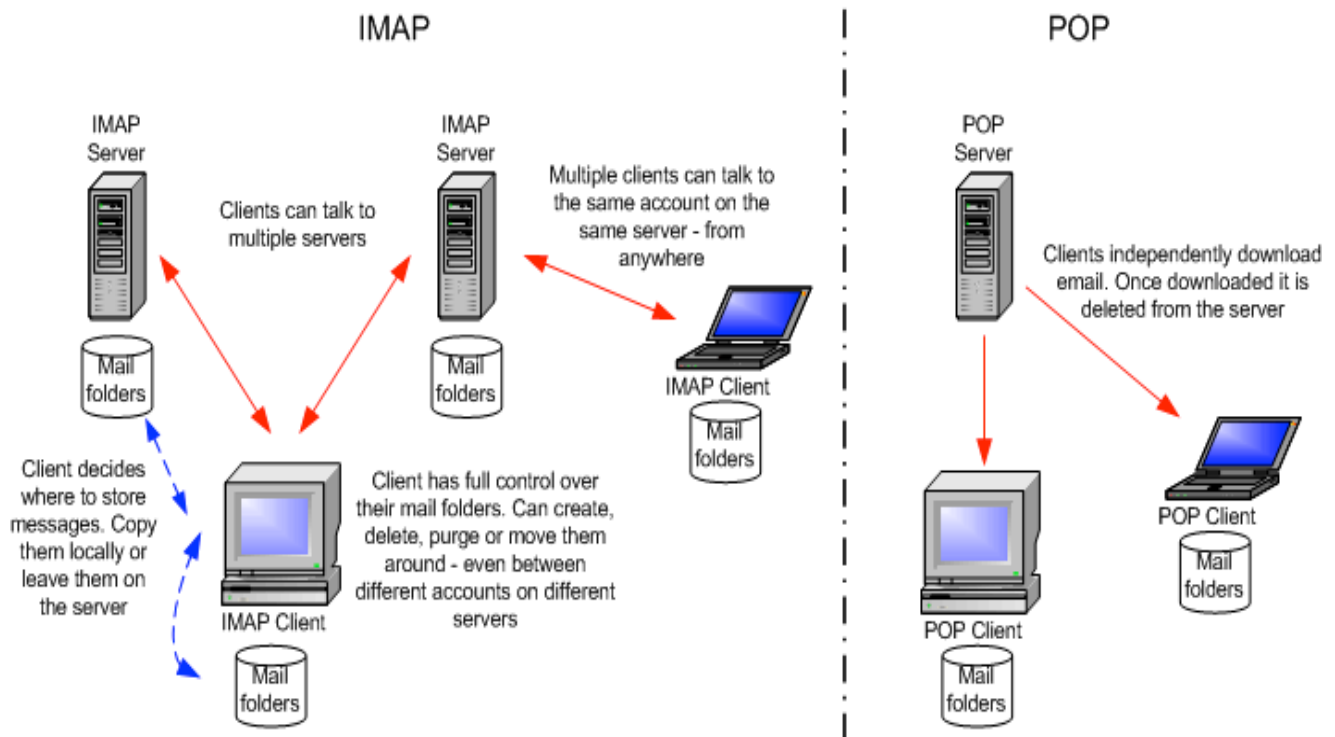 IMAP
IMAP
Server
Clients can talk to
multiple servers
IMAP
Server
Multiple clients can talk to
the same account on the
same server - from
anywhere
Mail
folders
Mail
folders
IMAP Client
Mail
folders
Client decides
where to store
messages. Copy
them locally or
leave them on
the server
Client has full control over
their mail folders. Can create,
delete, purge or move them
around - even between
different accounts on different
servers
IMAP Client
Mail
folders
POP
POP
Server
Clients independently download
email. Once downloaded it is
deleted from the server
POP Client
Mail
folders
POP Client
Mail
folders